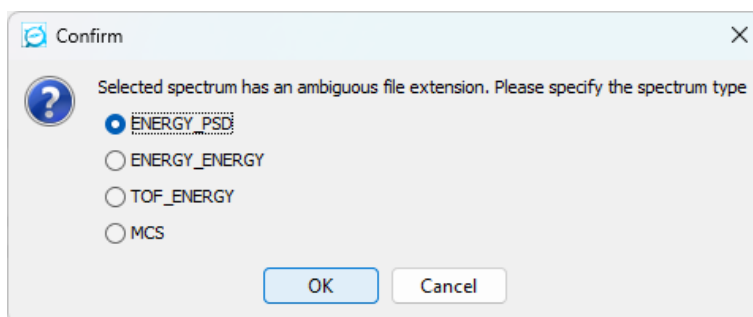 Confirm
Selected spectrum has an ambiguous file extension. Please specify the spectrum type
ENERGY_PSD
ENERGY_ENERGY
TOF_ENERGY
MCS
OK
Cancel